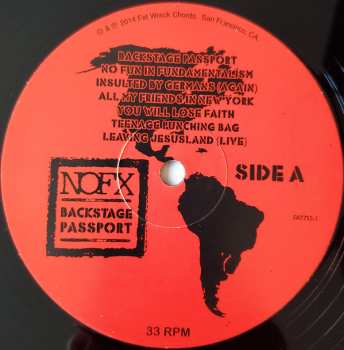 ℗ & © 2014 Fat Wreck Chords. San Francisco, CA.
BACKSTAGE PASSPORT
NO FUN IN FUNDAMENTALISM
INSULTED BY GERMANS (AGAIN)
ALL MY FRIENDS IN NEW YORK
YOU WILL LOSE FAITH
TEENAGE PUNCHING BAG
LEAVING JESUSLAND (LIVE)
SIDE A
NOFX
BACKSTAGE
PASSPORT
FAT755-1
33 RPM